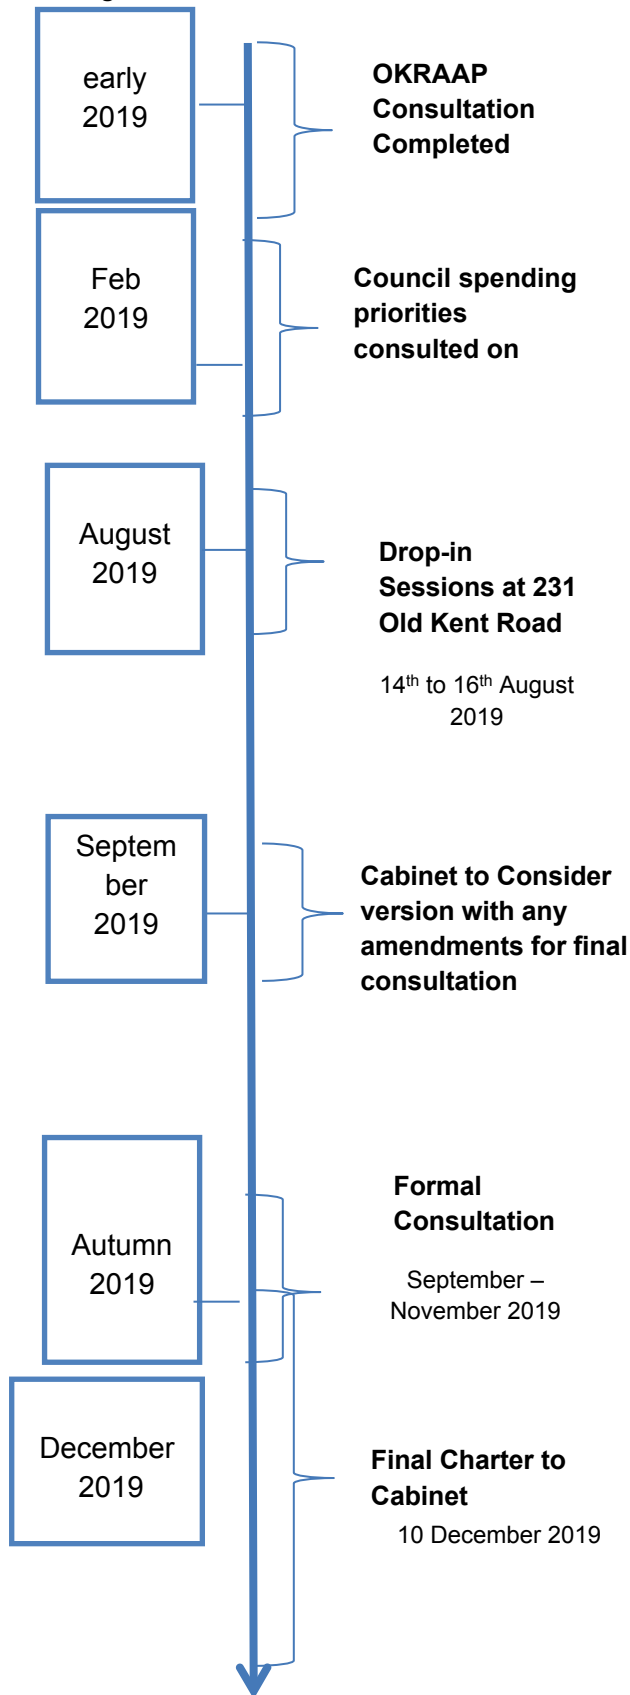 early
2019
OKRAAP
Consultation
Completed
Feb
2019
Council spending
priorities
consulted on
August
2019
Drop-in
Sessions at 231
Old Kent Road
14th to 16th August
2019
Septem
ber
2019
Cabinet to Consider
version with any
amendments for final
consultation
Autumn
2019
Formal
Consultation
September –
November 2019
December
2019
Final Charter to
Cabinet
10 December 2019